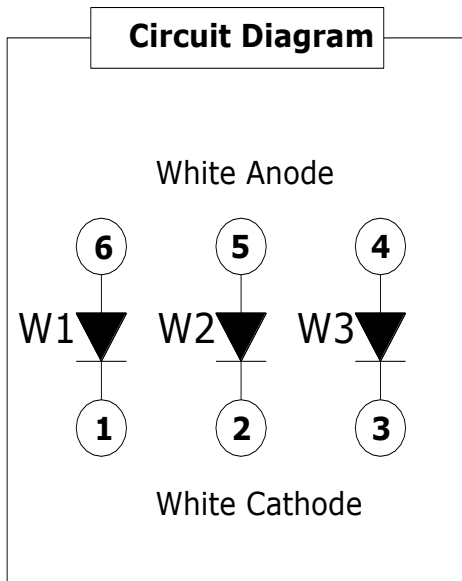 Circuit Diagram
White Anode
6 5 4
W1 W2 W3
1 2 3
White Cathode